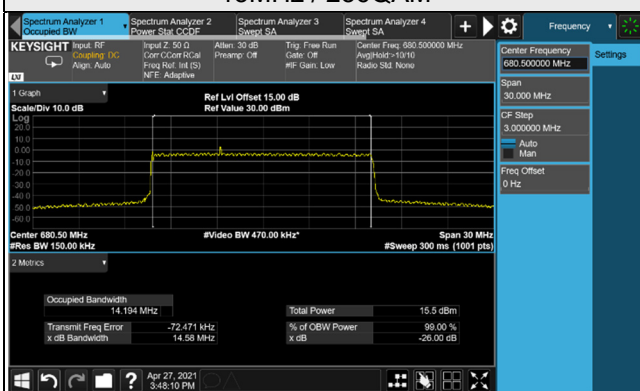 15MHz / 256QAM
Spectrum Analyzer 1
Occupied BW
Spectrum Analyzer 2
Power Stat CCDF
Spectrum Analyzer 3
Swept SA
Spectrum Analyzer 4
Swept SA
+
Frequency
KEYSIGHT
Input: RF
Coupling: DC
Align: Auto
LXI
Input Z: 50 Ω
Corr CCorr RCal
Freq Ref: Int (S)
NFE: Adaptive
Atten: 30 dB
Preamp: Off
Trig: Free Run
Gate: Off
#IF Gain: Low
Center Freq: 680.500000 MHz
Avg|Hold:>10/10
Radio Std: None
Center Frequency
680.500000 MHz
Settings
Span
30.000 MHz
CF Step
3.000000 MHz
Auto
Man
Freq Offset
0 Hz
1 Graph
Scale/Div 10.0 dB
Ref Lvl Offset 15.00 dB
Ref Value 30.00 dBm
Log
20.0
10.0
0.00
-10.0
-20.0
-30.0
-40.0
-50.0
-60.0
Center 680.50 MHz
#Res BW 150.00 kHz
#Video BW 470.00 kHz*
Span 30 MHz
#Sweep 300 ms (1001 pts)
2 Metrics
Occupied Bandwidth
14.194 MHz
Total Power 15.5 dBm
Transmit Freq Error -72.471 kHz
% of OBW Power 99.00 %
x dB Bandwidth 14.58 MHz
x dB -26.00 dB
?
Apr 27, 2021
3:48:10 PM